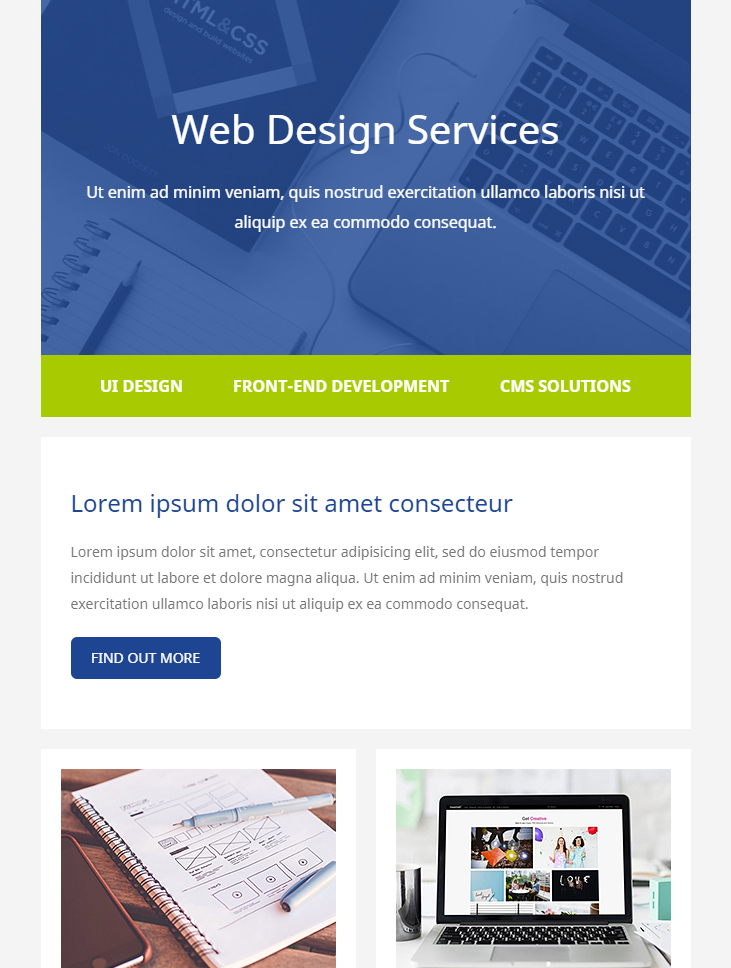 HTML&CSS
design and build websites
JON DUCKETT
Web Design Services
Ut enim ad minim veniam, quis nostrud exercitation ullamco laboris nisi ut
aliquip ex ea commodo consequat.
UI DESIGN FRONT-END DEVELOPMENT CMS SOLUTIONS
Lorem ipsum dolor sit amet consecteur
Lorem ipsum dolor sit amet, consectetur adipisicing elit, sed do eiusmod tempor
incididunt ut labore et dolore magna aliqua. Ut enim ad minim veniam, quis nostrud
exercitation ullamco laboris nisi ut aliquip ex ea commodo consequat.
FIND OUT MORE
Get Creative
LOVE